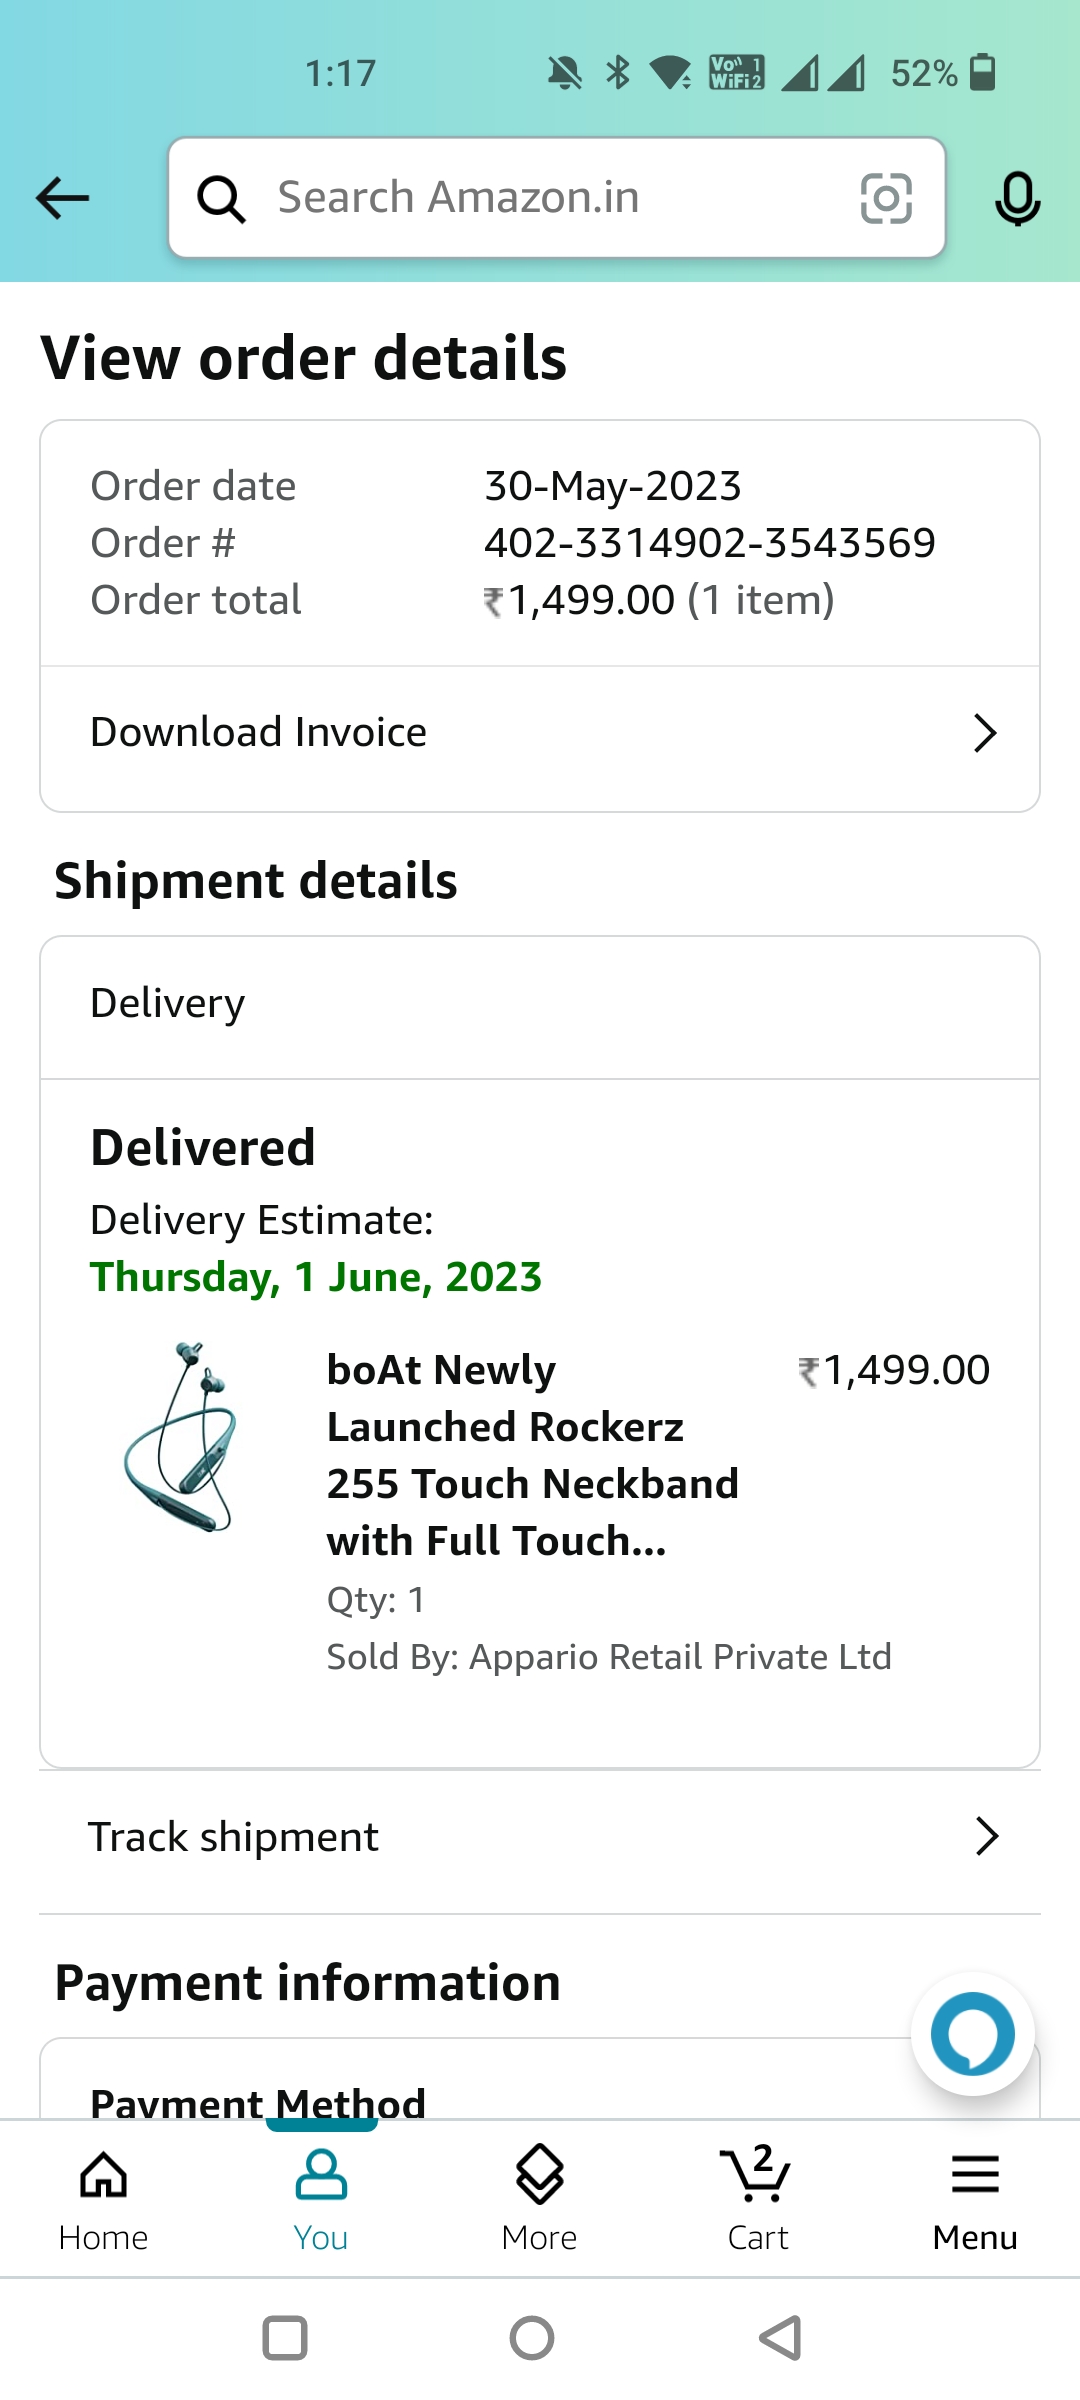 1:17
Vo 1
WiFi 2
52%
Search Amazon.in
View order details
Order date 30-May-2023
Order # 402-3314902-3543569
Order total ₹1,499.00 (1 item)
Download Invoice
Shipment details
Delivery
Delivered
Delivery Estimate:
Thursday, 1 June, 2023
boAt Newly ₹1,499.00
Launched Rockerz
255 Touch Neckband
with Full Touch...
Qty: 1
Sold By: Appario Retail Private Ltd
Track shipment
Payment information
Payment Method
2
Home You More Cart Menu